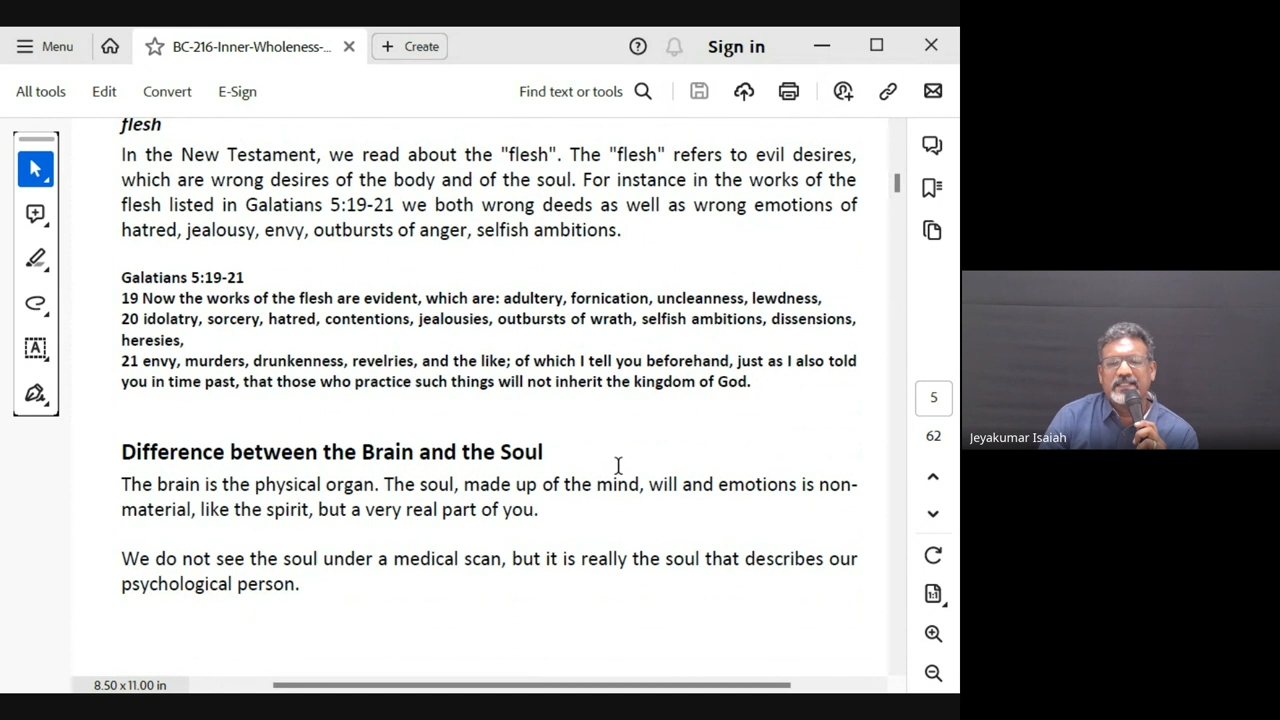 Menu
BC-216-Inner-Wholeness-...
Create
Sign in
All tools
Edit
Convert
E-Sign
Find text or tools
flesh
In the New Testament, we read about the "flesh". The "flesh" refers to evil desires,
which are wrong desires of the body and of the soul. For instance in the works of the
flesh listed in Galatians 5:19-21 we both wrong deeds as well as wrong emotions of
hatred, jealousy, envy, outbursts of anger, selfish ambitions.
Galatians 5:19-21
19 Now the works of the flesh are evident, which are: adultery, fornication, uncleanness, lewdness,
20 idolatry, sorcery, hatred, contentions, jealousies, outbursts of wrath, selfish ambitions, dissensions,
heresies,
21 envy, murders, drunkenness, revelries, and the like; of which I tell you beforehand, just as I also told
you in time past, that those who practice such things will not inherit the kingdom of God.
Difference between the Brain and the Soul
The brain is the physical organ. The soul, made up of the mind, will and emotions is non-
material, like the spirit, but a very real part of you.
We do not see the soul under a medical scan, but it is really the soul that describes our
psychological person.
8.50 x 11.00 in
5
62
1:1
Jeyakumar Isaiah